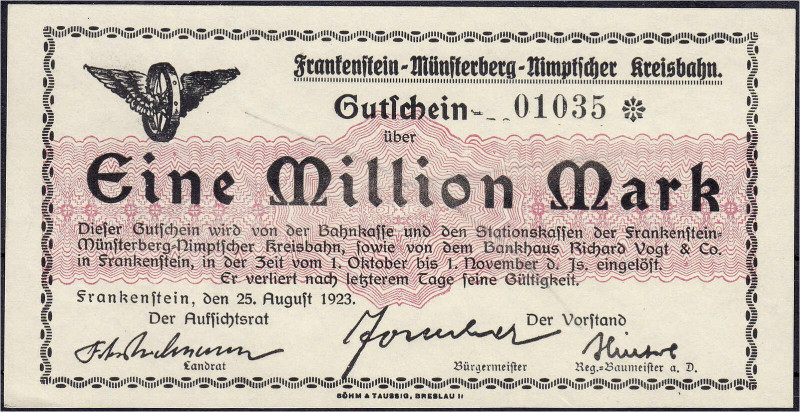 Frankenstein-Münsterberg-Nimptscher Kreisbahn.
Gutschein 01035
über
Eine Million Mark
Dieser Gutschein wird von der Bahnkasse und den Stationskassen der Frankenstein-
Münsterberg-Nimptscher Kreisbahn, sowie von dem Bankhaus Richard Vogt & Co.
in Frankenstein, in der Zeit vom 1. Oktober bis 1. November d. Js. eingelöst.
Er verliert nach letzterem Tage seine Gültigkeit.
Frankenstein, den 25. August 1923.
Der Aufsichtsrat Der Vorstand
Landrat Bürgermeister Reg.-Baumeister a. D.
BÖHM & TAUSSIG, BRESLAU II